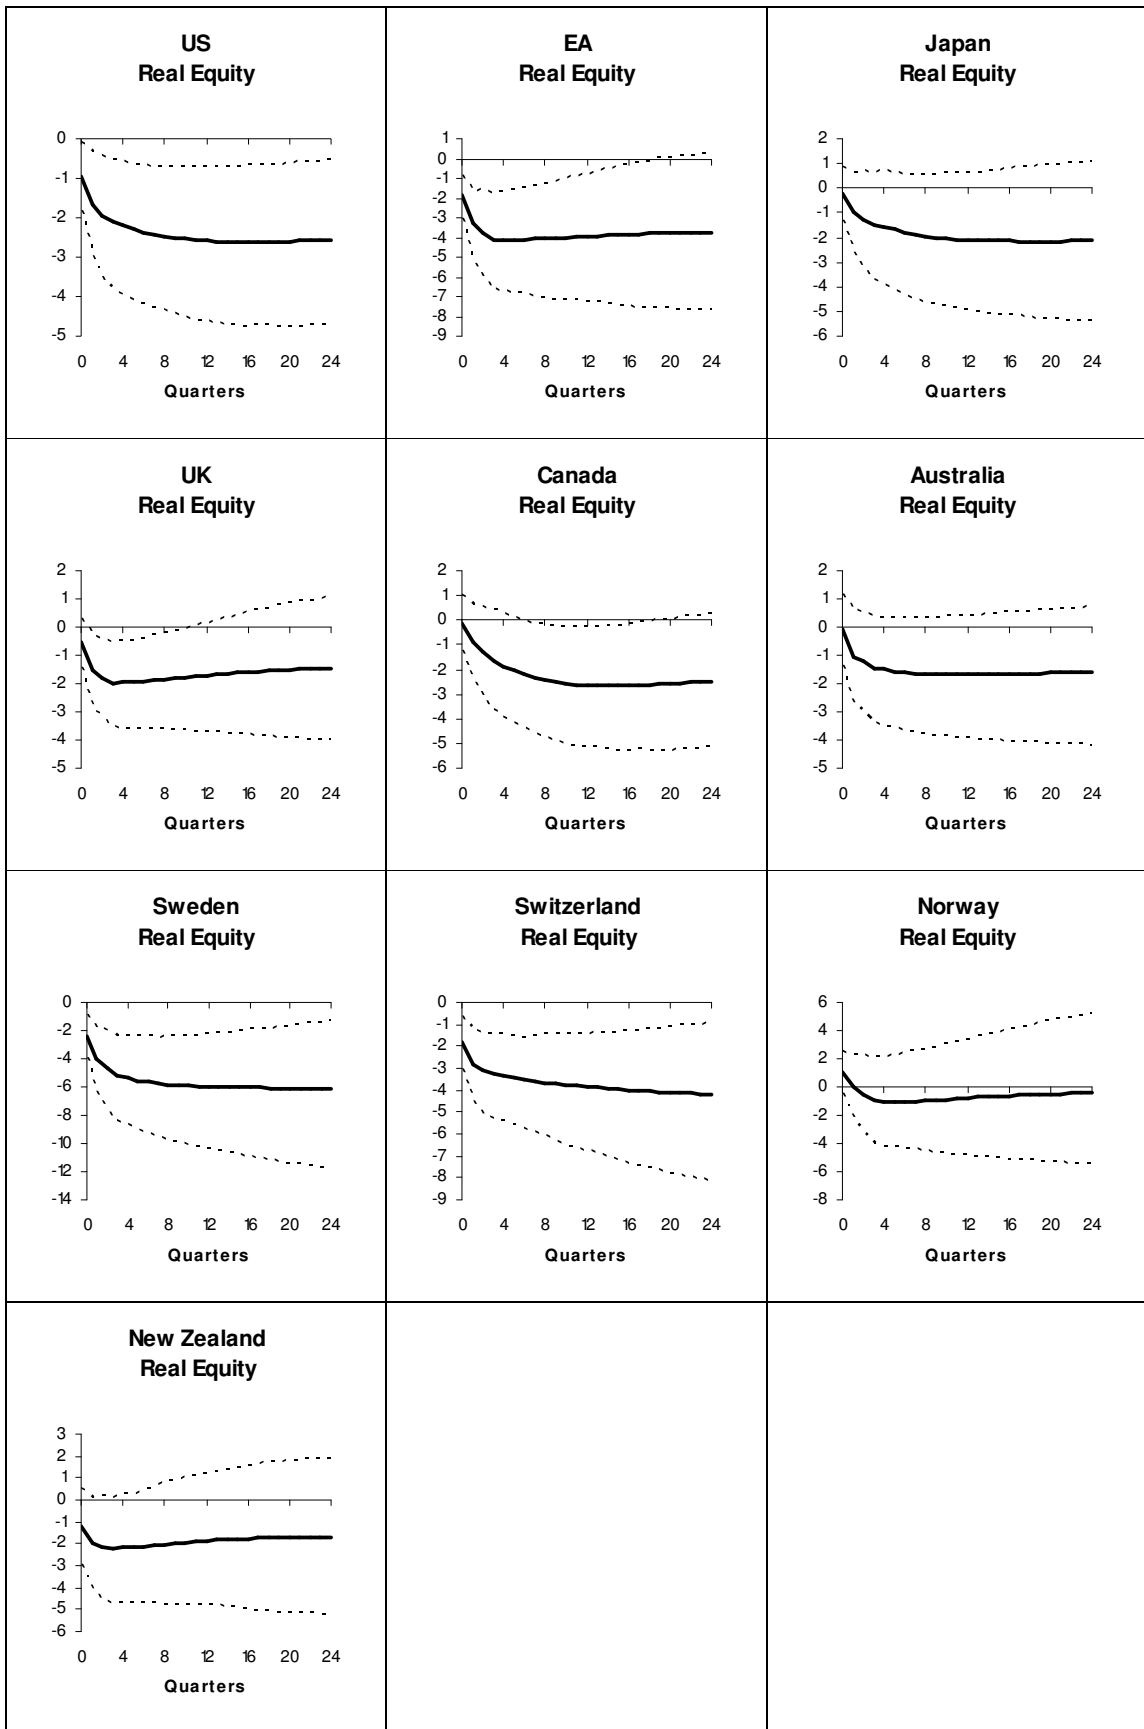 US
Real Equity
0
-1
-2
-3
-4
-5
0 4 8 12 16 20 24
Quarters
EA
Real Equity
1
0
-1
-2
-3
-4
-5
-6
-7
-8
-9
0 4 8 12 16 20 24
Quarters
Japan
Real Equity
2
1
0
-1
-2
-3
-4
-5
-6
0 4 8 12 16 20 24
Quarters
UK
Real Equity
2
1
0
-1
-2
-3
-4
-5
0 4 8 12 16 20 24
Quarters
Canada
Real Equity
2
1
0
-1
-2
-3
-4
-5
-6
0 4 8 12 16 20 24
Quarters
Australia
Real Equity
2
1
0
-1
-2
-3
-4
-5
0 4 8 12 16 20 24
Quarters
Sweden
Real Equity
0
-2
-4
-6
-8
-10
-12
-14
0 4 8 12 16 20 24
Quarters
Switzerland
Real Equity
0
-1
-2
-3
-4
-5
-6
-7
-8
-9
0 4 8 12 16 20 24
Quarters
Norway
Real Equity
6
4
2
0
-2
-4
-6
-8
0 4 8 12 16 20 24
Quarters
New Zealand
Real Equity
3
2
1
0
-1
-2
-3
-4
-5
-6
0 4 8 12 16 20 24
Quarters